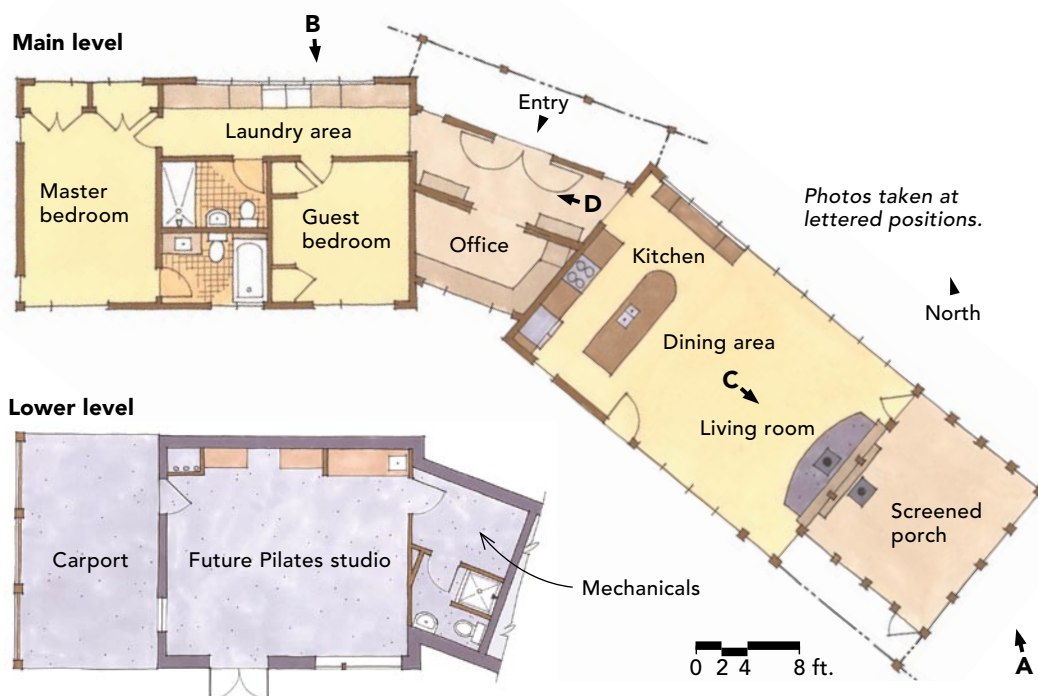 Main level
B
Entry
Laundry area
Master
bedroom
Guest
bedroom
D
Office
Kitchen
Photos taken at
lettered positions.
North
Dining area
C
Living room
Screened
porch
Lower level
Carport
Future Pilates studio
Mechanicals
0 2 4 8 ft.
A